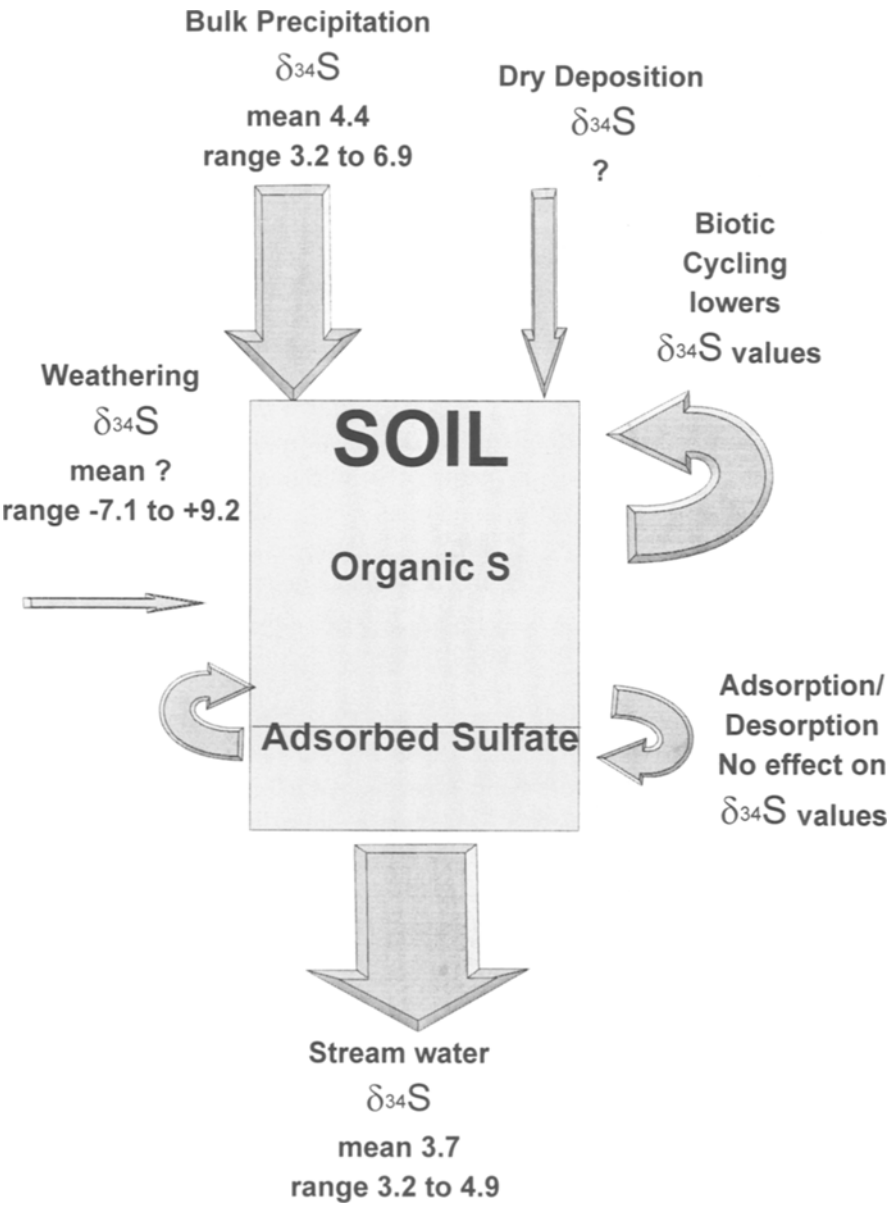 Bulk Precipitation
δ34S
mean 4.4
range 3.2 to 6.9
Dry Deposition
δ34S
?
Biotic
Cycling
lowers
δ34S values
Weathering
δ34S
mean ?
range -7.1 to +9.2
SOIL
Organic S
Adsorbed Sulfate
Adsorption/
Desorption
No effect on
δ34S values
Stream water
δ34S
mean 3.7
range 3.2 to 4.9